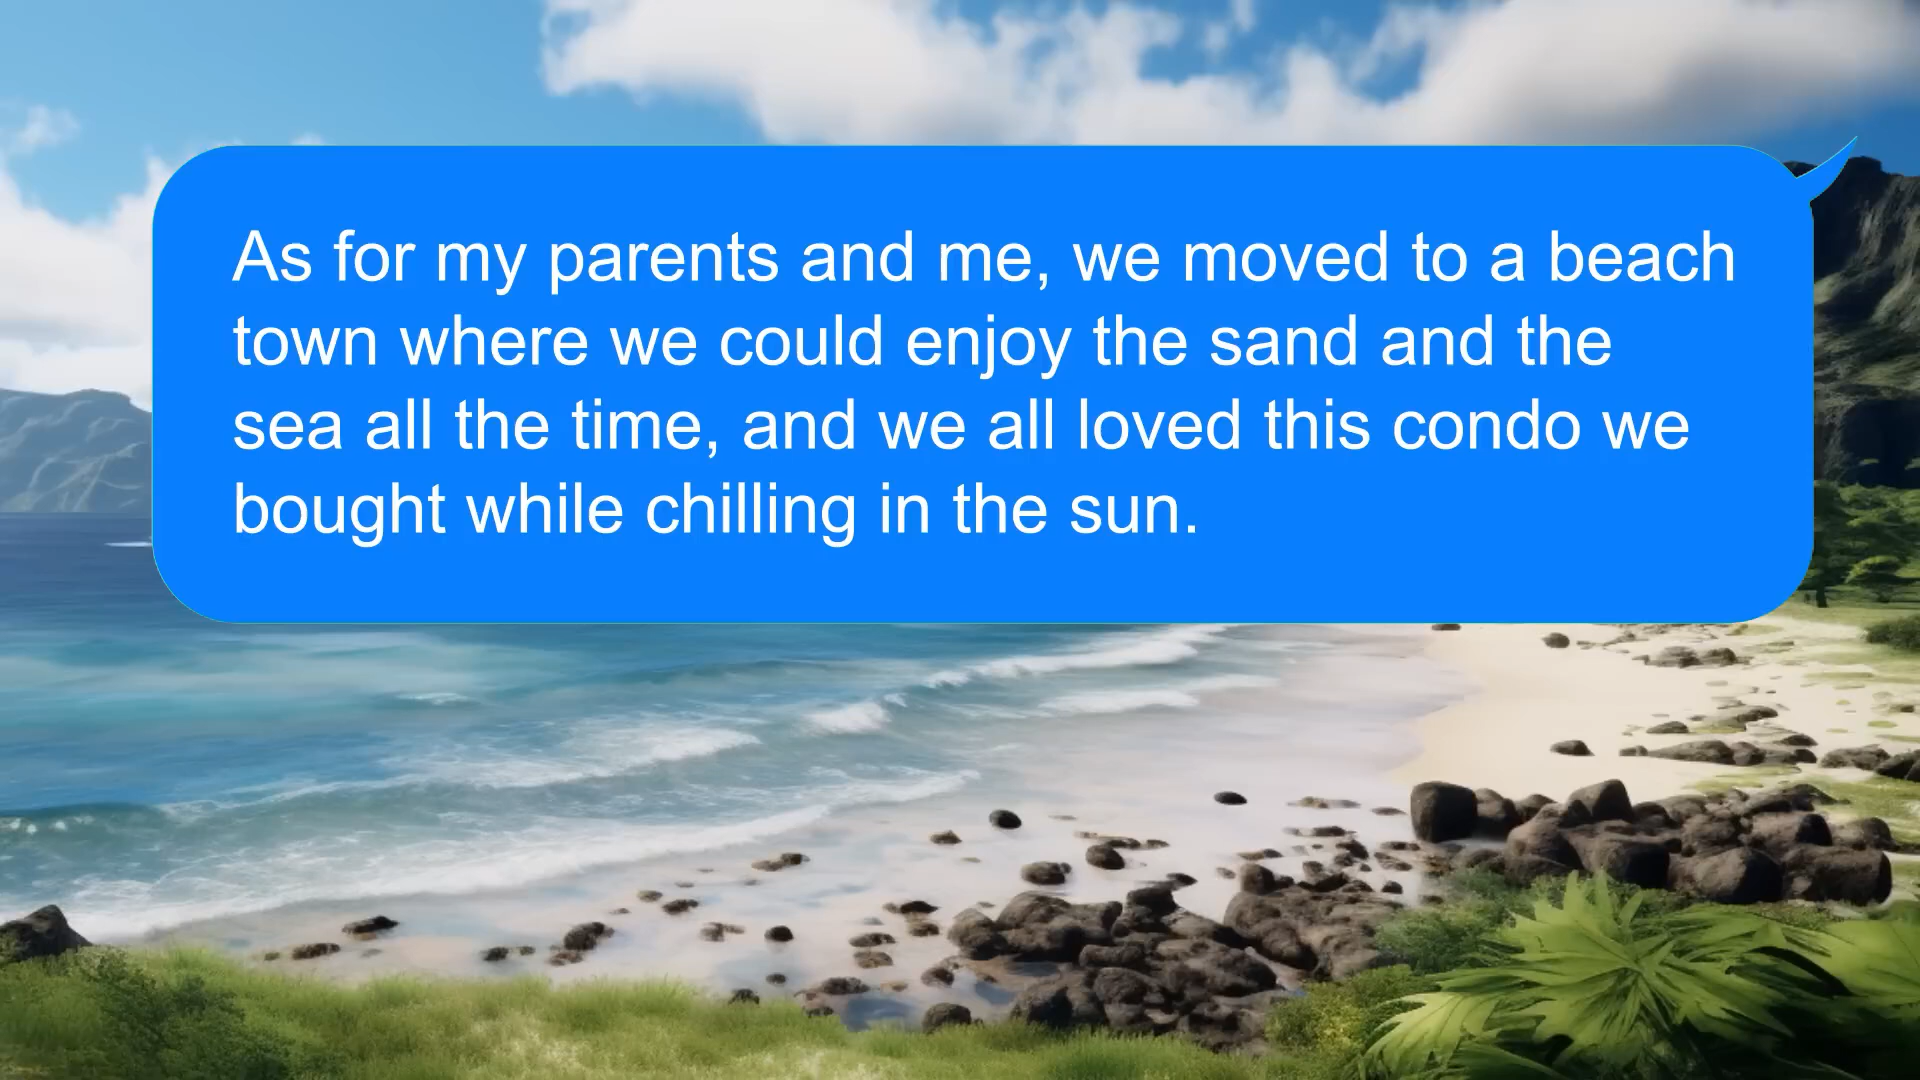 As for my parents and me, we moved to a beach
town where we could enjoy the sand and the
sea all the time, and we all loved this condo we
bought while chilling in the sun.